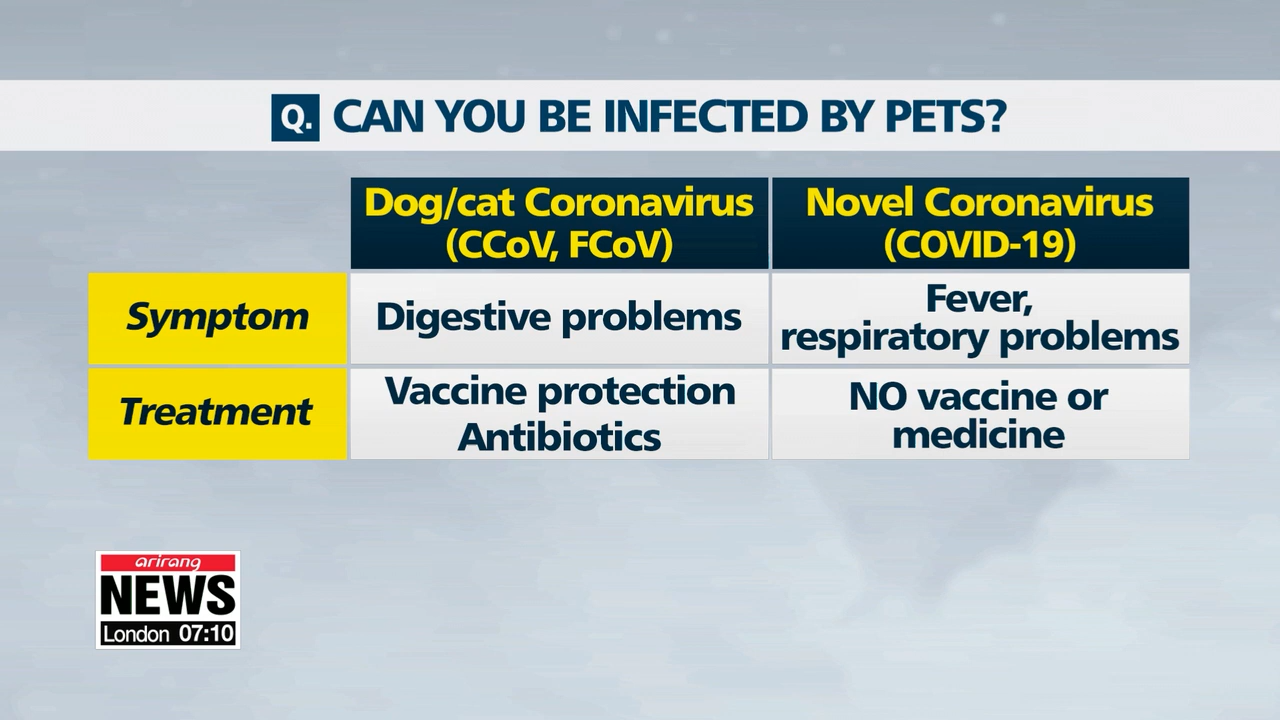 Q. CAN YOU BE INFECTED BY PETS?
Dog/cat Coronavirus
(CCoV, FCoV)
Novel Coronavirus
(COVID-19)
Symptom
Digestive problems
Fever,
respiratory problems
Treatment
Vaccine protection
Antibiotics
NO vaccine or
medicine
arirang
NEWS
London 07:10